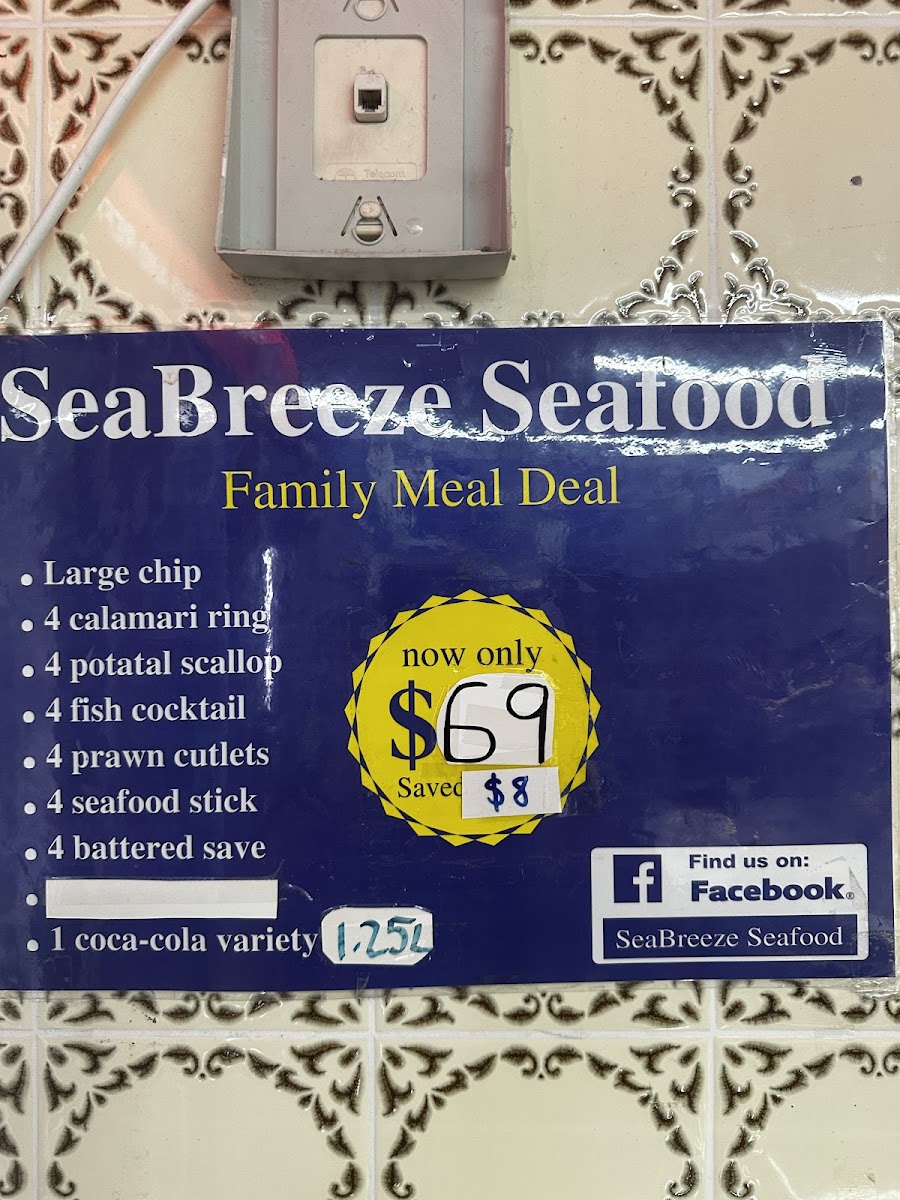 Telecom
SeaBreeze Seafood
Family Meal Deal
• Large chip
• 4 calamari ring
• 4 potatal scallop
• 4 fish cocktail
• 4 prawn cutlets
• 4 seafood stick
• 4 battered save
•
• 1 coca-cola variety 1.25L
now only
$69
Saved $8
f
Find us on:
Facebook®
SeaBreeze Seafood